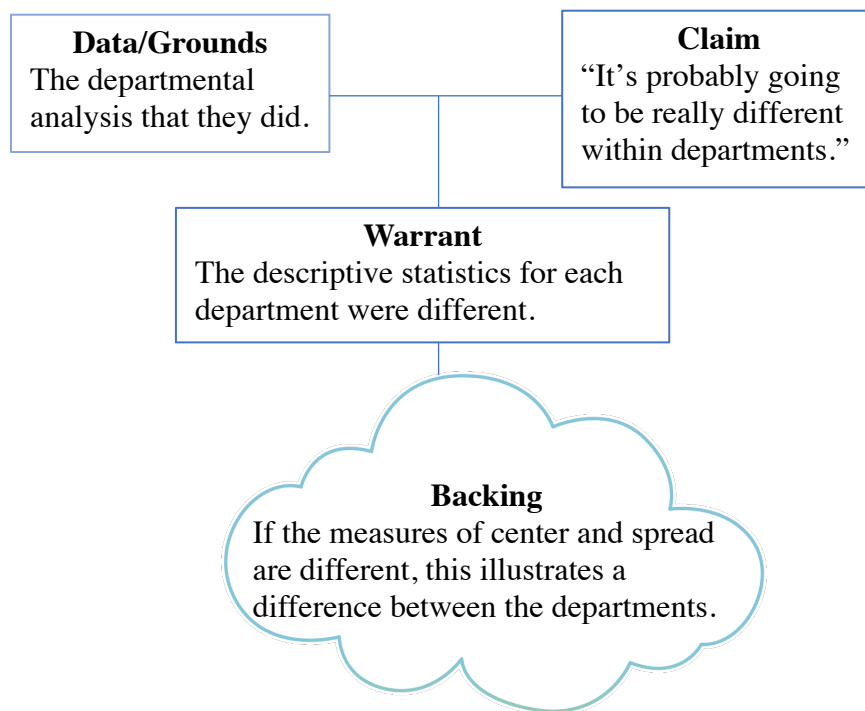 Data/Grounds
The departmental
analysis that they did.
Claim
“It’s probably going
to be really different
within departments.”
Warrant
The descriptive statistics for each
department were different.
Backing
If the measures of center and spread
are different, this illustrates a
difference between the departments.